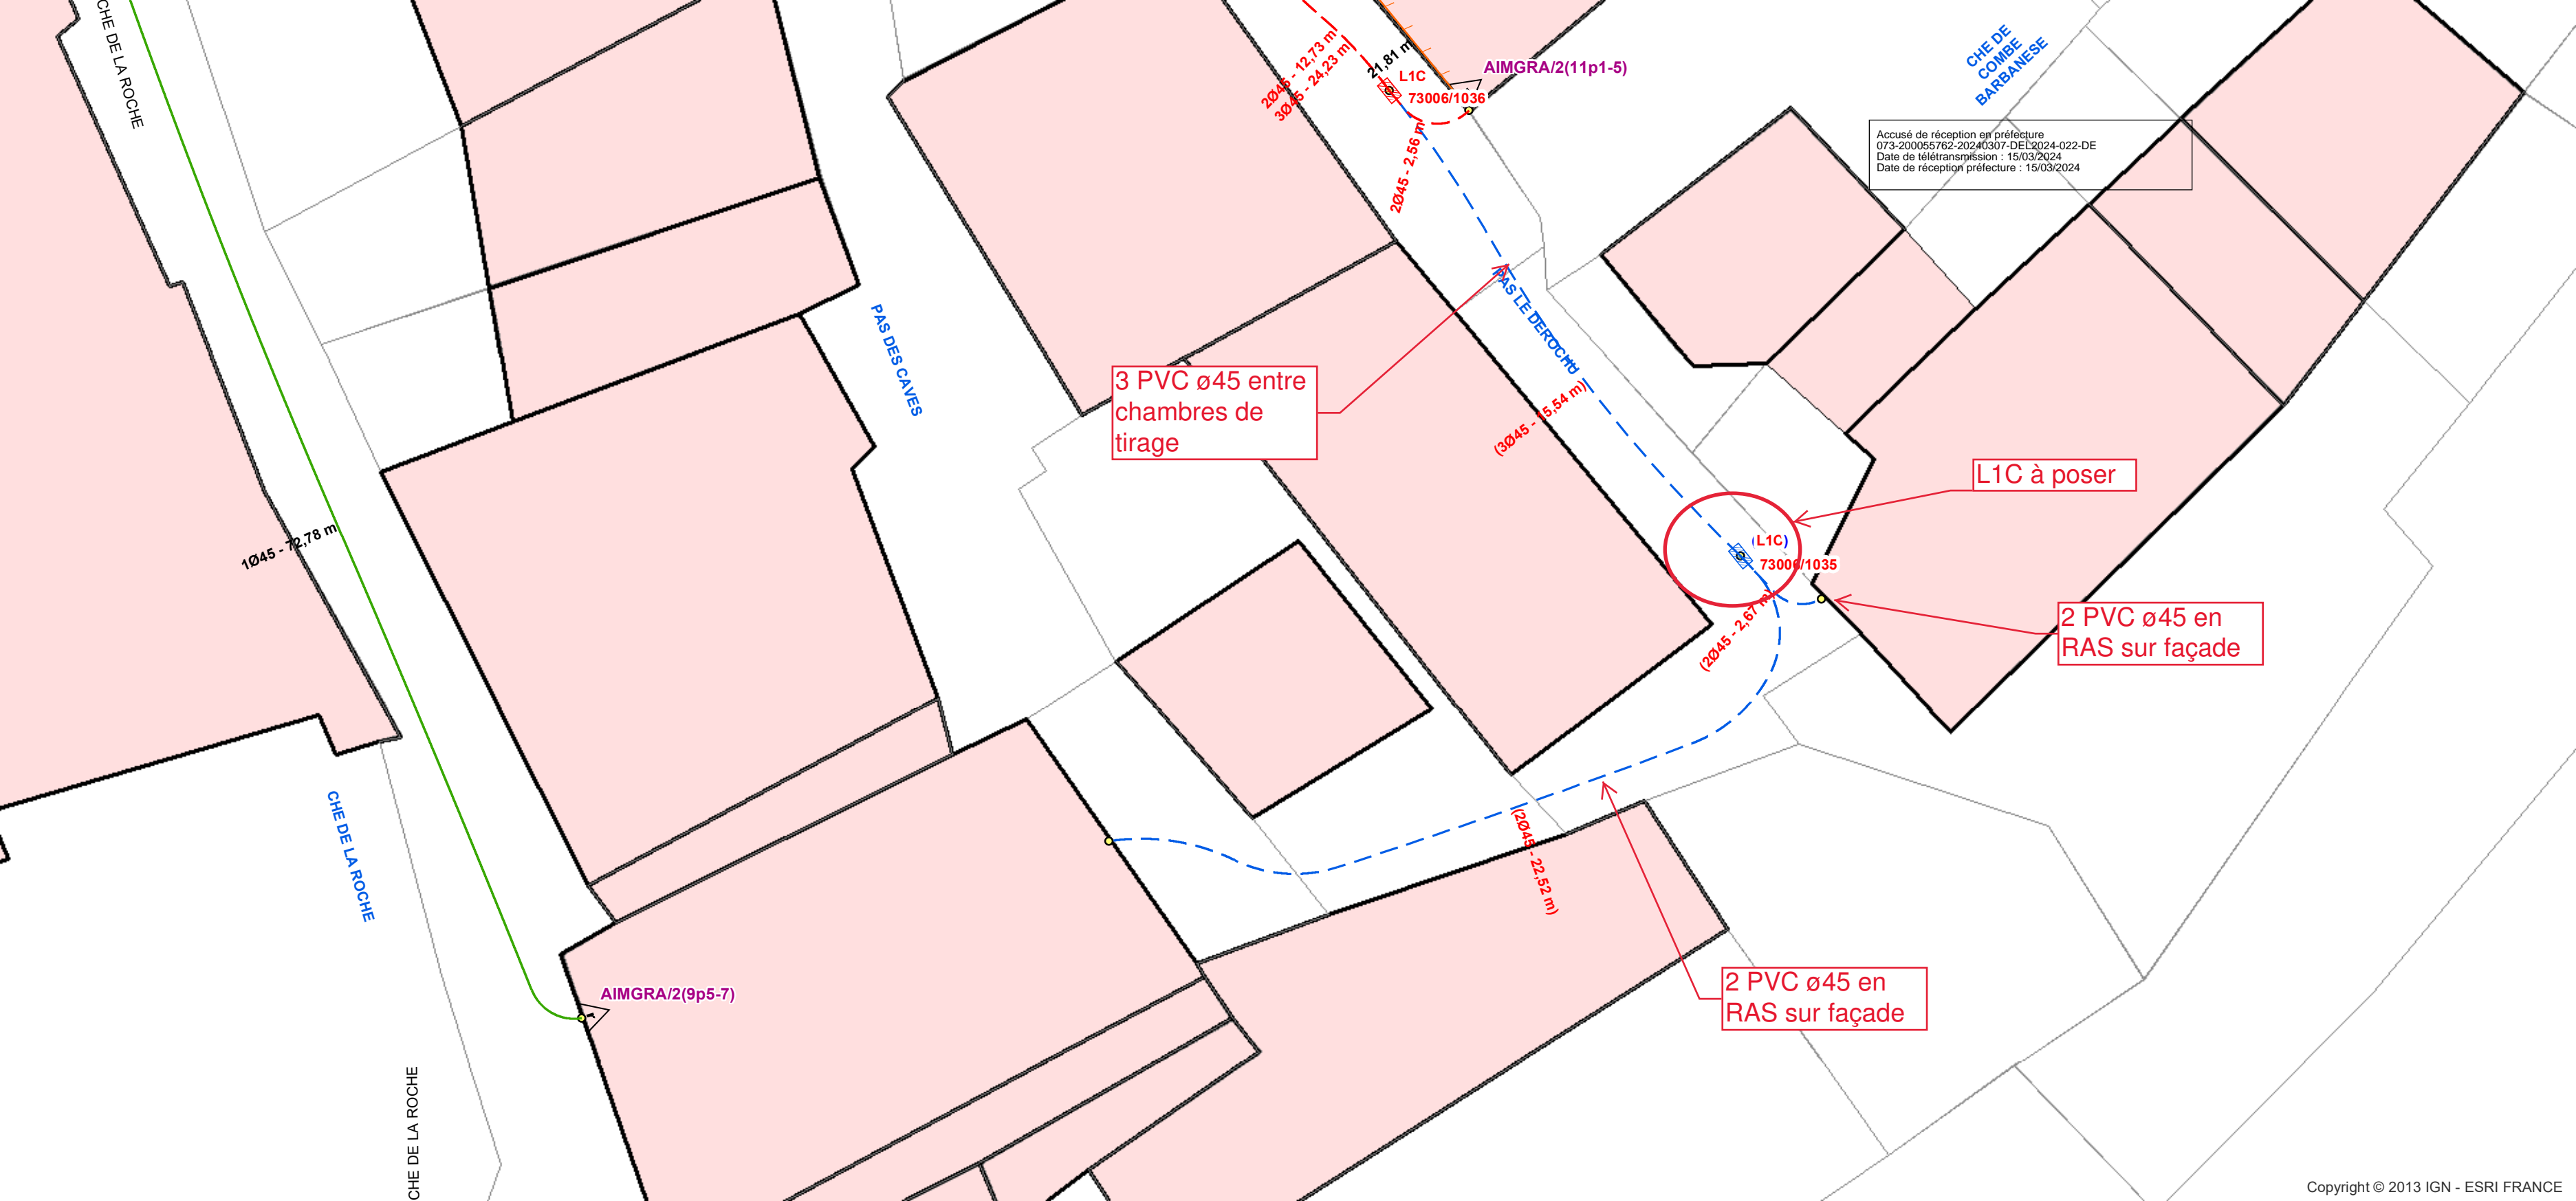 CHE DE LA ROCHE
2Ø45 - 12,73 m
3Ø45 - 24,23 m
21,81 m
L1C
73006/1036
AIMGRA/2(11p1-5)
2Ø45 - 2,56 m
CHE DE
COMBE
BARBANESE
Accusé de réception en préfecture
073-200055762-20240307-DEL2024-022-DE
Date de télétransmission : 15/03/2024
Date de réception préfecture : 15/03/2024
PAS DES CAVES
PAS LE DEROCHU
3 PVC ø45 entre
chambres de
tirage
(3Ø45 - 15,54 m)
L1C à poser
1Ø45 - 72,78 m
(L1C)
73006/1035
2 PVC ø45 en
RAS sur façade
(2Ø45 - 2,67 m)
CHE DE LA ROCHE
(2Ø45 - 22,52 m)
2 PVC ø45 en
RAS sur façade
AIMGRA/2(9p5-7)
CHE DE LA ROCHE
Copyright © 2013 IGN - ESRI FRANCE